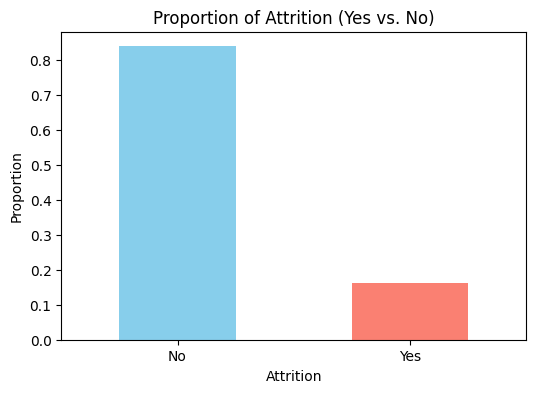 Proportion of Attrition (Yes vs. No)
Proportion
0.8
0.7
0.6
0.5
0.4
0.3
0.2
0.1
0.0
No
Yes
Attrition